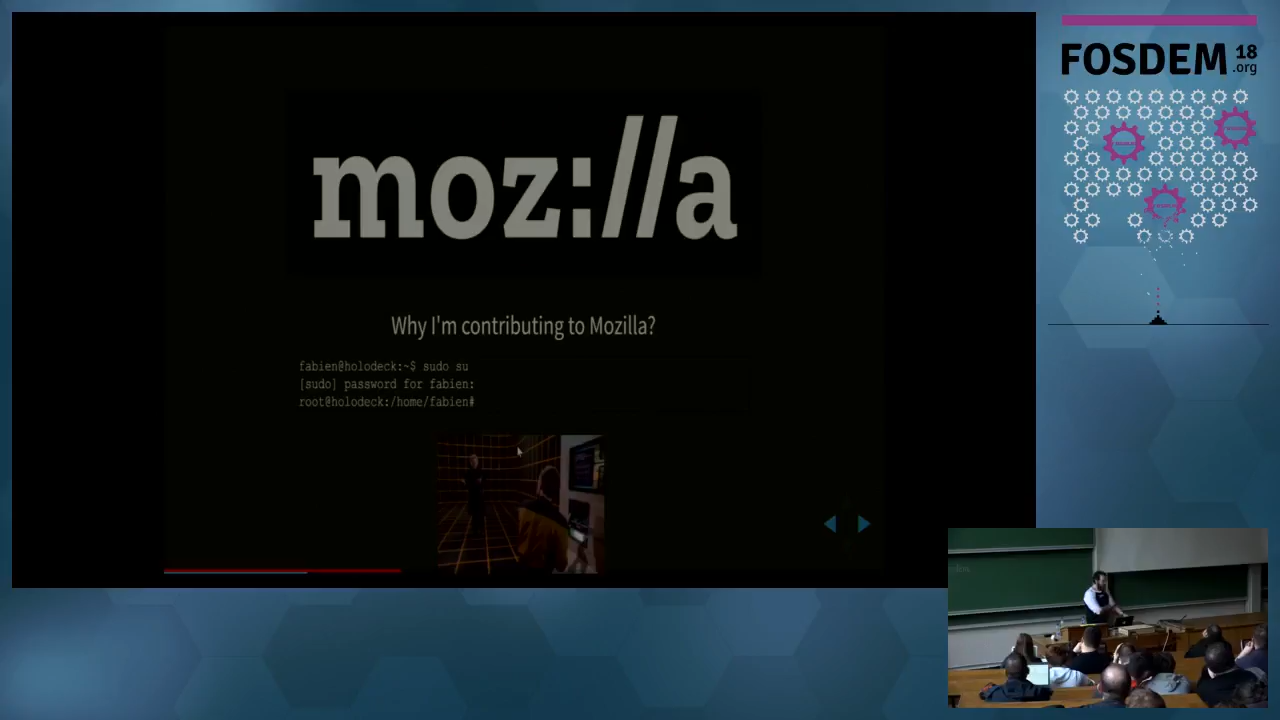 moz://a
Why I'm contributing to Mozilla?
fabien@holodeck:~$ sudo su
[sudo] password for fabien:
root@holodeck:/home/fabien#
FOSDEM 18
.org